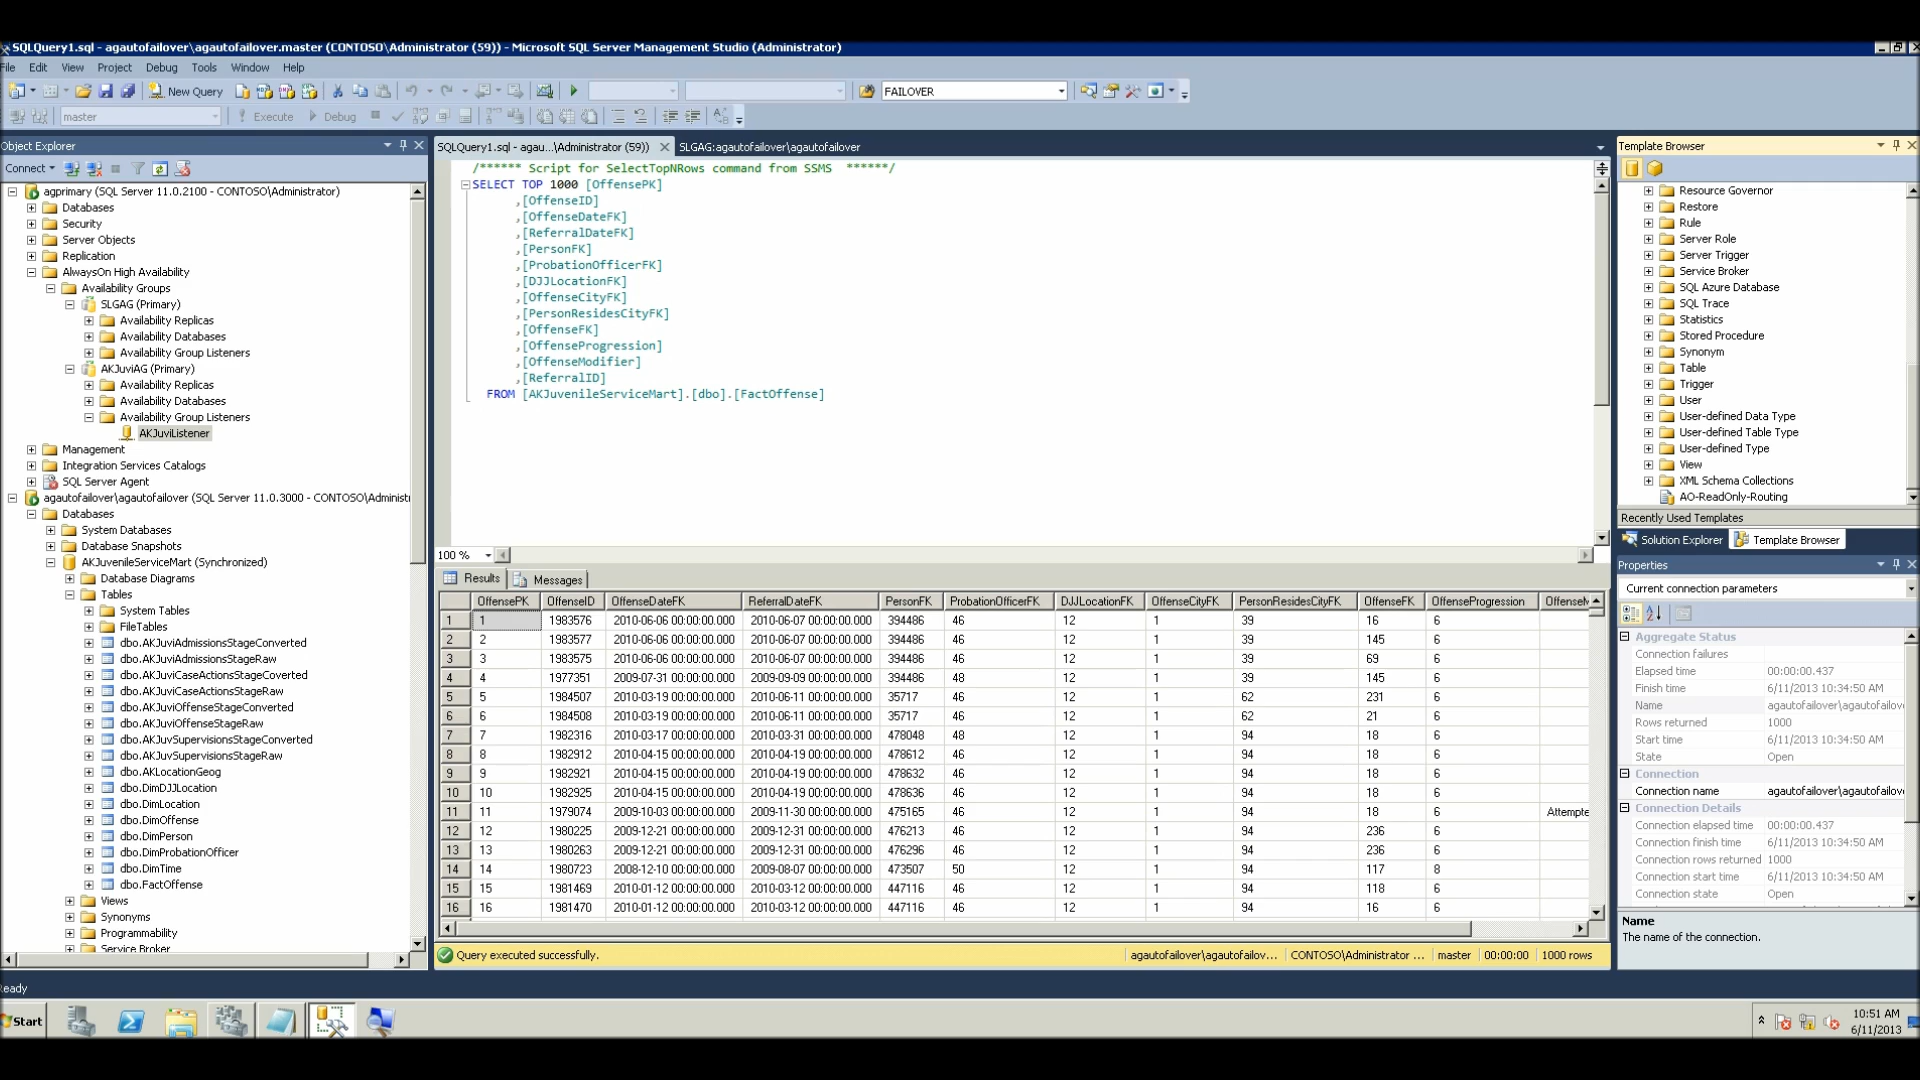 SQLQuery1.sql - agautofailover\agautofailover.master (CONTOSO\Administrator (59)) - Microsoft SQL Server Management Studio (Administrator)
File Edit View Project Debug Tools Window Help
New Query FAILOVER
master Execute Debug
Object Explorer
Connect
agprimary (SQL Server 11.0.2100 - CONTOSO\Administrator)
Databases
Security
Server Objects
Replication
AlwaysOn High Availability
Availability Groups
SLGAG (Primary)
Availability Replicas
Availability Databases
Availability Group Listeners
AKJuviAG (Primary)
Availability Replicas
Availability Databases
Availability Group Listeners
AKJuviListener
Management
Integration Services Catalogs
SQL Server Agent
agautofailover\agautofailover (SQL Server 11.0.3000 - CONTOSO\Administr
Databases
System Databases
Database Snapshots
AKJuvenileServiceMart (Synchronized)
Database Diagrams
Tables
System Tables
FileTables
dbo.AKJuviAdmissionsStageConverted
dbo.AKJuviAdmissionsStageRaw
dbo.AKJuviCaseActionsStageCoverted
dbo.AKJuviCaseActionsStageRaw
dbo.AKJuviOffenseStageConverted
dbo.AKJuviOffenseStageRaw
dbo.AKJuvSupervisionsStageConverted
dbo.AKJuvSupervisionsStageRaw
dbo.AKLocationGeog
dbo.DimDJJLocation
dbo.DimLocation
dbo.DimOffense
dbo.DimPerson
dbo.DimProbationOfficer
dbo.DimTime
dbo.FactOffense
Views
Synonyms
Programmability
Service Broker
SQLQuery1.sql - agau...\Administrator (59)) SLGAG:agautofailover\agautofailover
/****** Script for SelectTopNRows command from SSMS ******/
SELECT TOP 1000 [OffensePK]
,[OffenseID]
,[OffenseDateFK]
,[ReferralDateFK]
,[PersonFK]
,[ProbationOfficerFK]
,[DJJLocationFK]
,[OffenseCityFK]
,[PersonResidesCityFK]
,[OffenseFK]
,[OffenseProgression]
,[OffenseModifier]
,[ReferralID]
FROM [AKJuvenileServiceMart].[dbo].[FactOffense]
100 %
Results Messages
OffensePK OffenseID OffenseDateFK ReferralDateFK PersonFK ProbationOfficerFK DJJLocationFK OffenseCityFK PersonResidesCityFK OffenseFK OffenseProgression OffenseM
1 1 1983576 2010-06-06 00:00:00.000 2010-06-07 00:00:00.000 394486 46 12 1 39 16 6
2 2 1983577 2010-06-06 00:00:00.000 2010-06-07 00:00:00.000 394486 46 12 1 39 145 6
3 3 1983575 2010-06-06 00:00:00.000 2010-06-07 00:00:00.000 394486 46 12 1 39 69 6
4 4 1977351 2009-07-31 00:00:00.000 2009-09-09 00:00:00.000 394486 48 12 1 39 145 6
5 5 1984507 2010-03-19 00:00:00.000 2010-06-11 00:00:00.000 35717 46 12 1 62 231 6
6 6 1984508 2010-03-19 00:00:00.000 2010-06-11 00:00:00.000 35717 46 12 1 62 21 6
7 7 1982316 2010-03-17 00:00:00.000 2010-03-31 00:00:00.000 478048 48 12 1 94 18 6
8 8 1982912 2010-04-15 00:00:00.000 2010-04-19 00:00:00.000 478612 46 12 1 94 18 6
9 9 1982921 2010-04-15 00:00:00.000 2010-04-19 00:00:00.000 478632 46 12 1 94 18 6
10 10 1982925 2010-04-15 00:00:00.000 2010-04-19 00:00:00.000 478636 46 12 1 94 18 6
11 11 1979074 2009-10-03 00:00:00.000 2009-11-30 00:00:00.000 475165 46 12 1 94 18 6 Attempte
12 12 1980225 2009-12-21 00:00:00.000 2009-12-31 00:00:00.000 476213 46 12 1 94 236 6
13 13 1980263 2009-12-21 00:00:00.000 2009-12-31 00:00:00.000 476296 46 12 1 94 236 6
14 14 1980723 2008-12-10 00:00:00.000 2009-08-07 00:00:00.000 473507 50 12 1 94 117 8
15 15 1981469 2010-01-12 00:00:00.000 2010-03-12 00:00:00.000 447116 46 12 1 94 118 6
16 16 1981470 2010-01-12 00:00:00.000 2010-03-12 00:00:00.000 447116 46 12 1 94 16 6
Query executed successfully. agautofailover\agautofailov... CONTOSO\Administrator ... master 00:00:00 1000 rows
Template Browser
Resource Governor
Restore
Rule
Server Role
Server Trigger
Service Broker
SQL Azure Database
SQL Trace
Statistics
Stored Procedure
Synonym
Table
Trigger
User
User-defined Data Type
User-defined Table Type
User-defined Type
View
XML Schema Collections
AO-ReadOnly-Routing
Recently Used Templates
Solution Explorer Template Browser
Properties
Current connection parameters
Aggregate Status
Connection failures
Elapsed time 00:00:00.437
Finish time 6/11/2013 10:34:50 AM
Name agautofailover\agautofailov
Rows returned 1000
Start time 6/11/2013 10:34:50 AM
State Open
Connection
Connection name agautofailover\agautofailov
Connection Details
Connection elapsed time 00:00:00.437
Connection finish time 6/11/2013 10:34:50 AM
Connection rows returned 1000
Connection start time 6/11/2013 10:34:50 AM
Connection state Open
Name
The name of the connection.
eady
Start
10:51 AM
6/11/2013